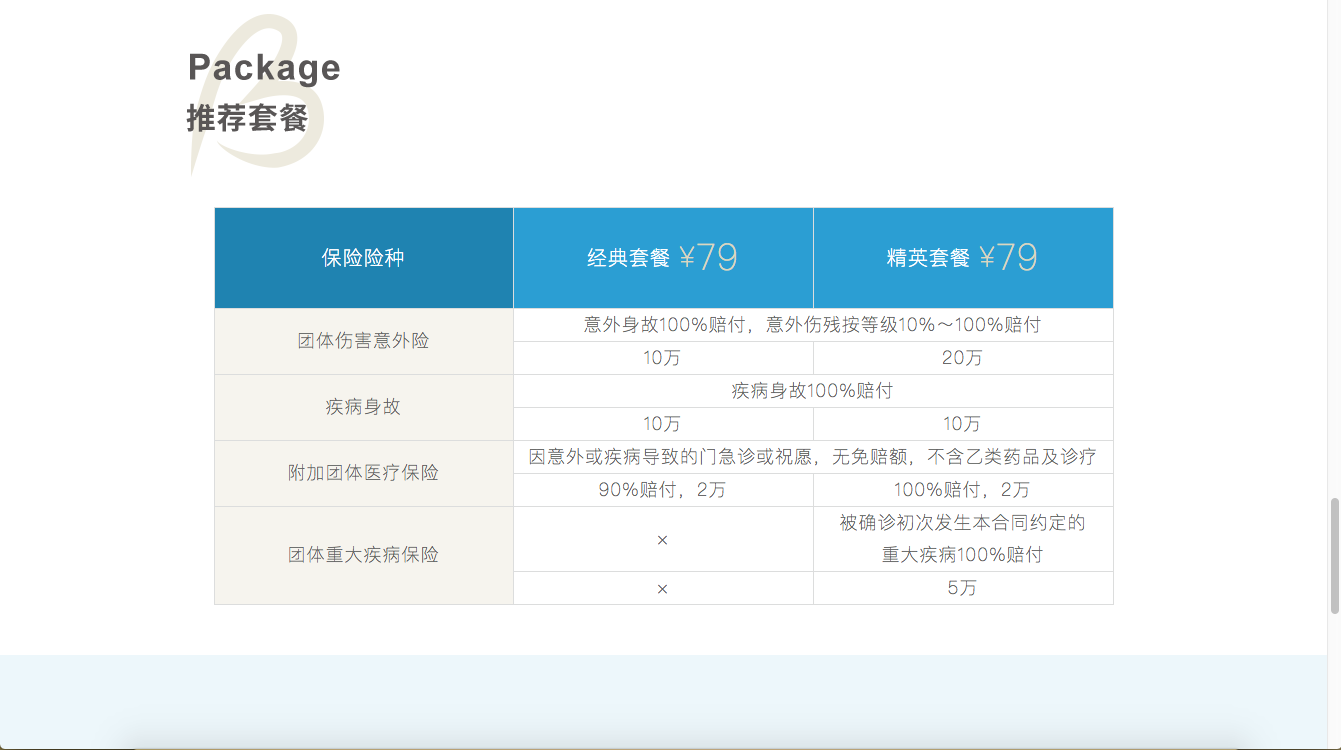 Package
推荐套餐
保险险种
经典套餐 ¥79
精英套餐 ¥79
团体伤害意外险
意外身故100%赔付，意外伤残按等级10%～100%赔付
10万
20万
疾病身故
疾病身故100%赔付
10万
10万
附加团体医疗保险
因意外或疾病导致的门急诊或祝愿，无免赔额，不含乙类药品及诊疗
90%赔付，2万
100%赔付，2万
团体重大疾病保险
×
被确诊初次发生本合同约定的
重大疾病100%赔付
×
5万